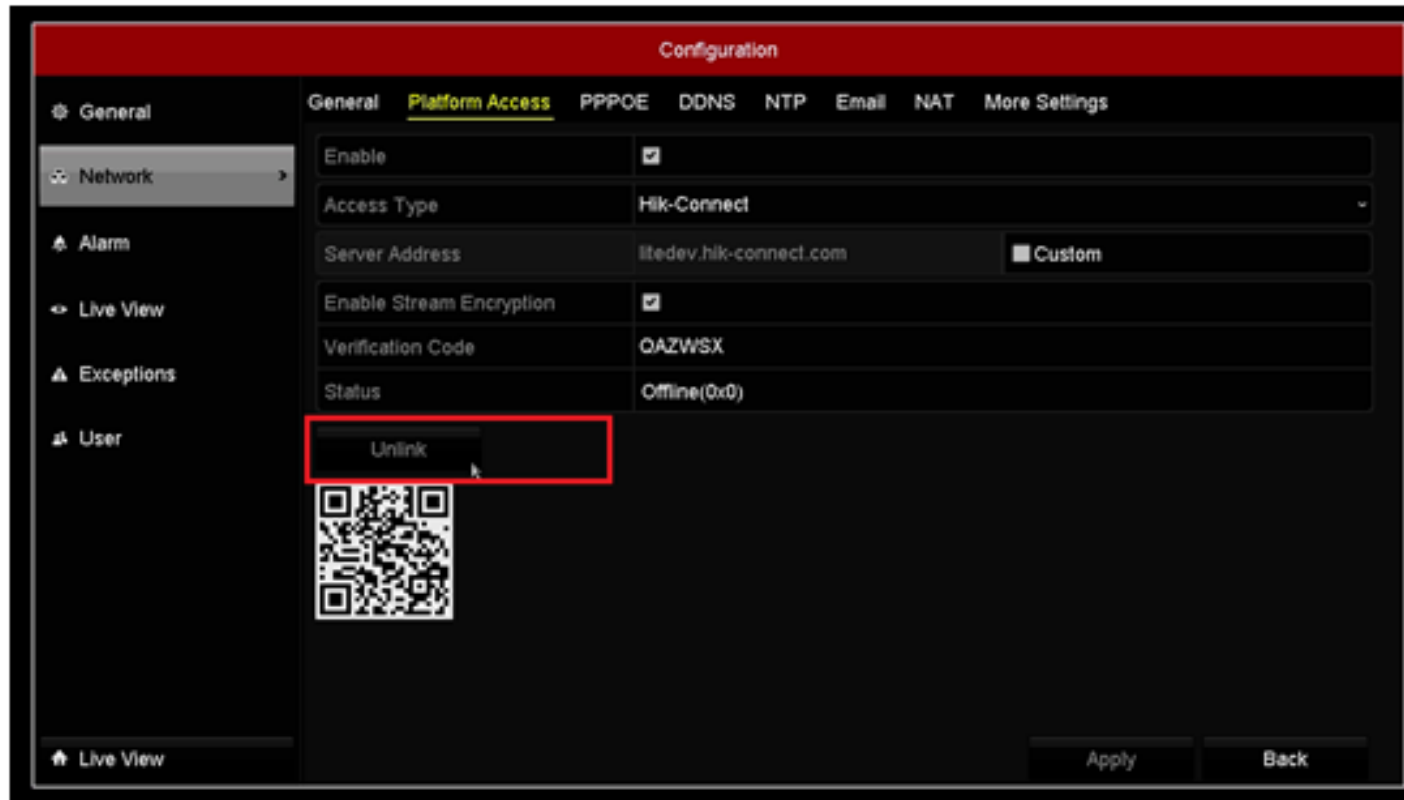 Configuration
General
Network
Alarm
Live View
Exceptions
User
Live View
General Platform Access PPPOE DDNS NTP Email NAT More Settings
Enable
Access Type Hik-Connect
Server Address litedev.hik-connect.com Custom
Enable Stream Encryption
Verification Code QAZWSX
Status Offline(0x0)
Unlink
Apply Back